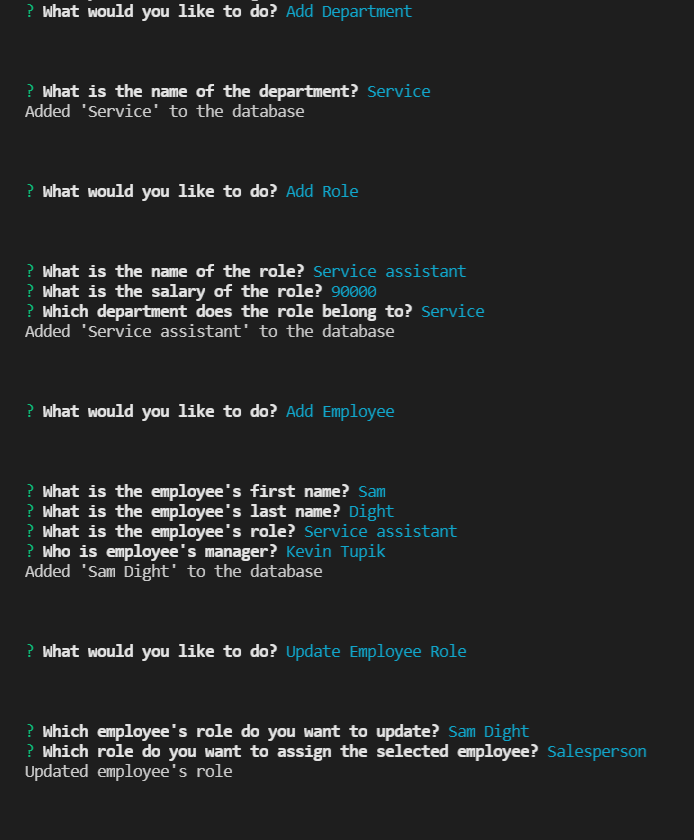 ? What would you like to do? Add Department
? What is the name of the department? Service
Added 'Service' to the database
? What would you like to do? Add Role
? What is the name of the role? Service assistant
? What is the salary of the role? 90000
? Which department does the role belong to? Service
Added 'Service assistant' to the database
? What would you like to do? Add Employee
? What is the employee's first name? Sam
? What is the employee's last name? Dight
? What is the employee's role? Service assistant
? Who is employee's manager? Kevin Tupik
Added 'Sam Dight' to the database
? What would you like to do? Update Employee Role
? Which employee's role do you want to update? Sam Dight
? Which role do you want to assign the selected employee? Salesperson
Updated employee's role